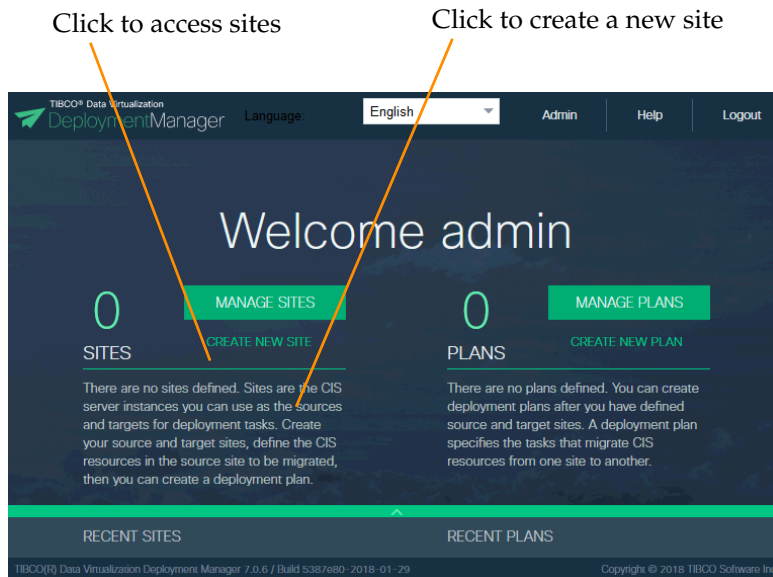 Click to access sites
Click to create a new site
TIBCO® Data Virtualization
DeploymentManager
Language:
English
Admin
Help
Logout
Welcome admin
0
MANAGE SITES
CREATE NEW SITE
SITES
There are no sites defined. Sites are the CIS
server instances you can use as the sources
and targets for deployment tasks. Create
your source and target sites, define the CIS
resources in the source site to be migrated,
then you can create a deployment plan.
0
MANAGE PLANS
CREATE NEW PLAN
PLANS
There are no plans defined. You can create
deployment plans after you have defined
source and target sites. A deployment plan
specifies the tasks that migrate CIS
resources from one site to another.
RECENT SITES
RECENT PLANS
TIBCO(R) Data Virtualization Deployment Manager 7.0.6 / Build 5387e80-2018-01-29
Copyright © 2018 TIBCO Software Inc